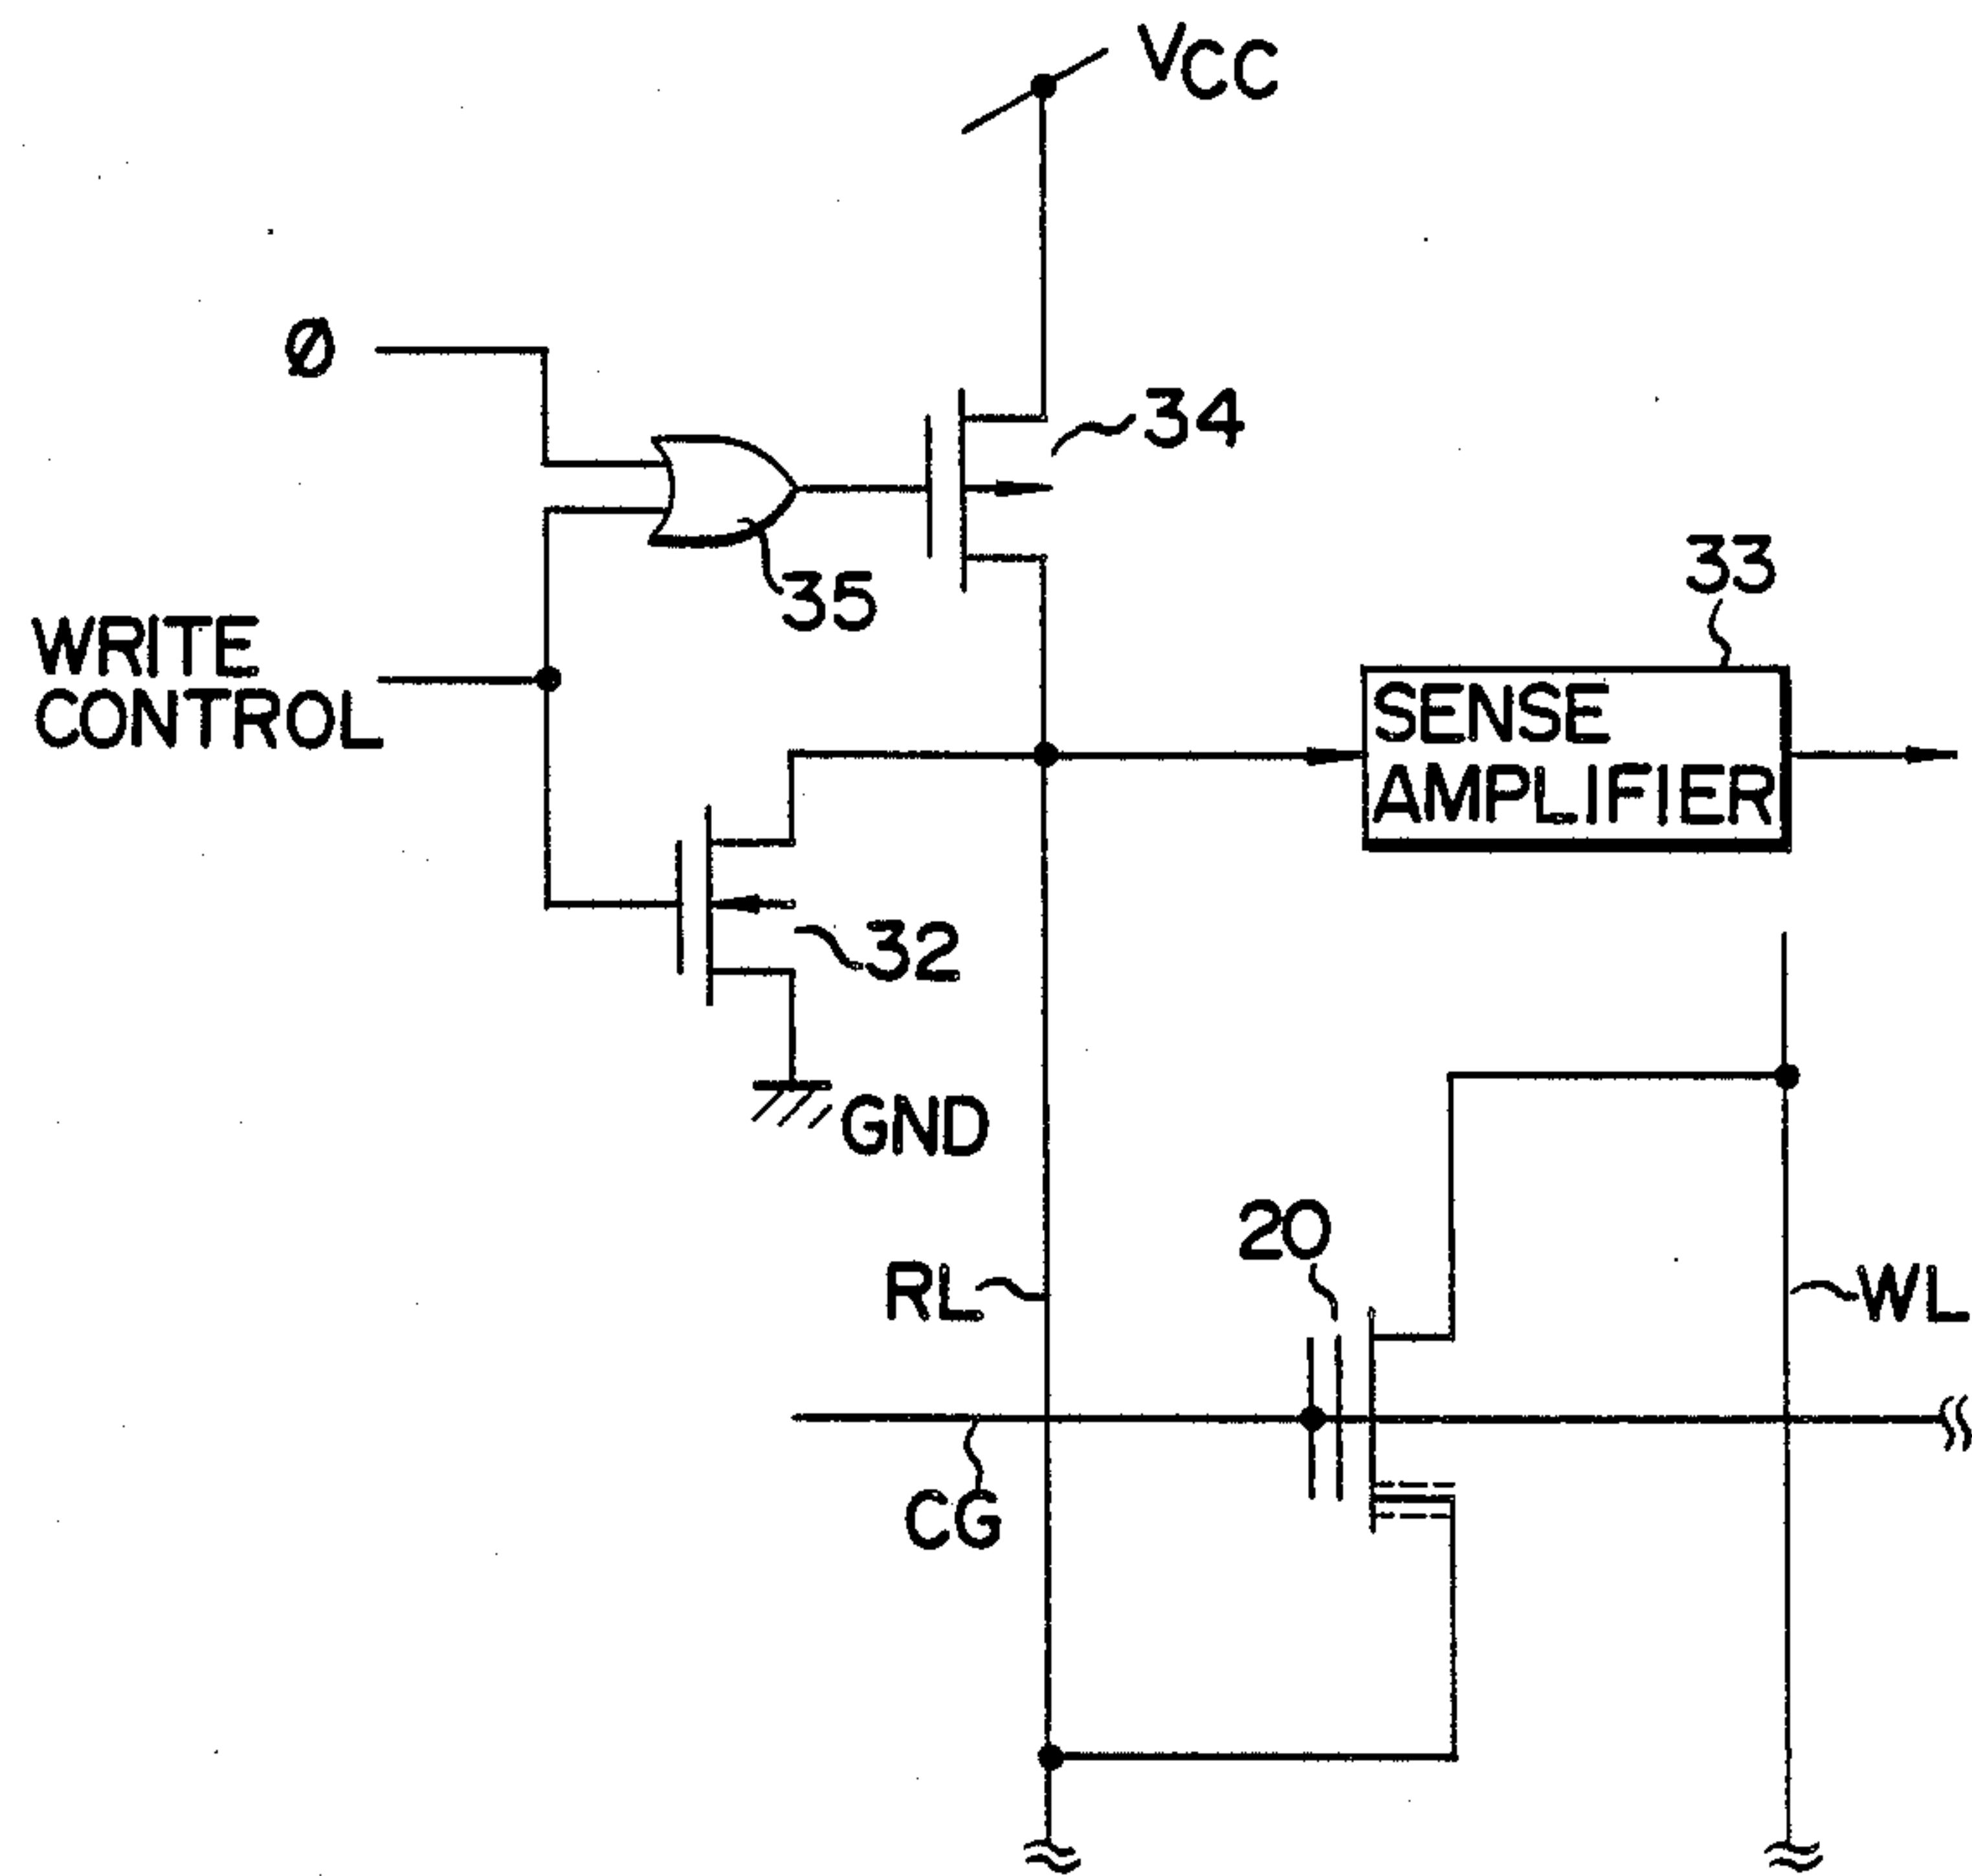 VCC
Ø
34
35
33
WRITE
CONTROL
SENSE
AMPLIFIER
32
GND
20
RL
WL
CG